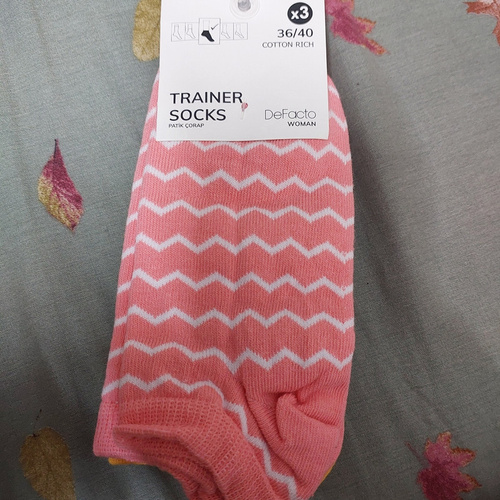 x3
36/40
COTTON RICH
TRAINER
SOCKS
PATİK ÇORAP
DeFacto
WOMAN